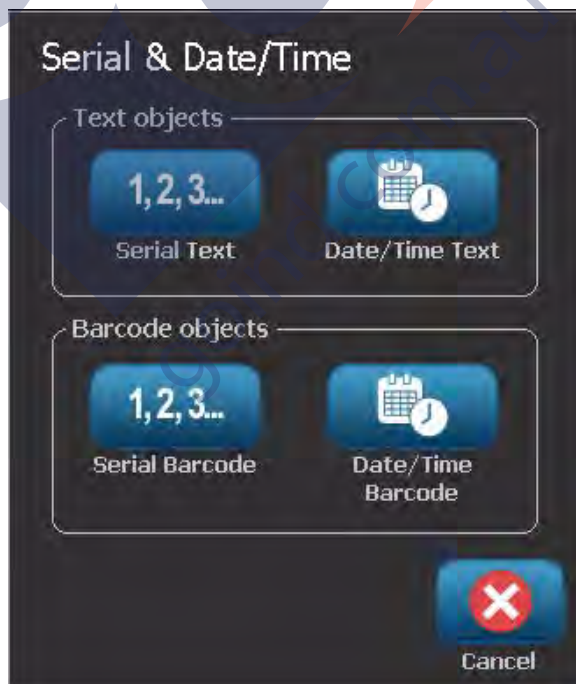 Serial & Date/Time
Text objects
1, 2, 3...
Serial Text
Date/Time Text
Barcode objects
1, 2, 3...
Serial Barcode
Date/Time
Barcode
Cancel